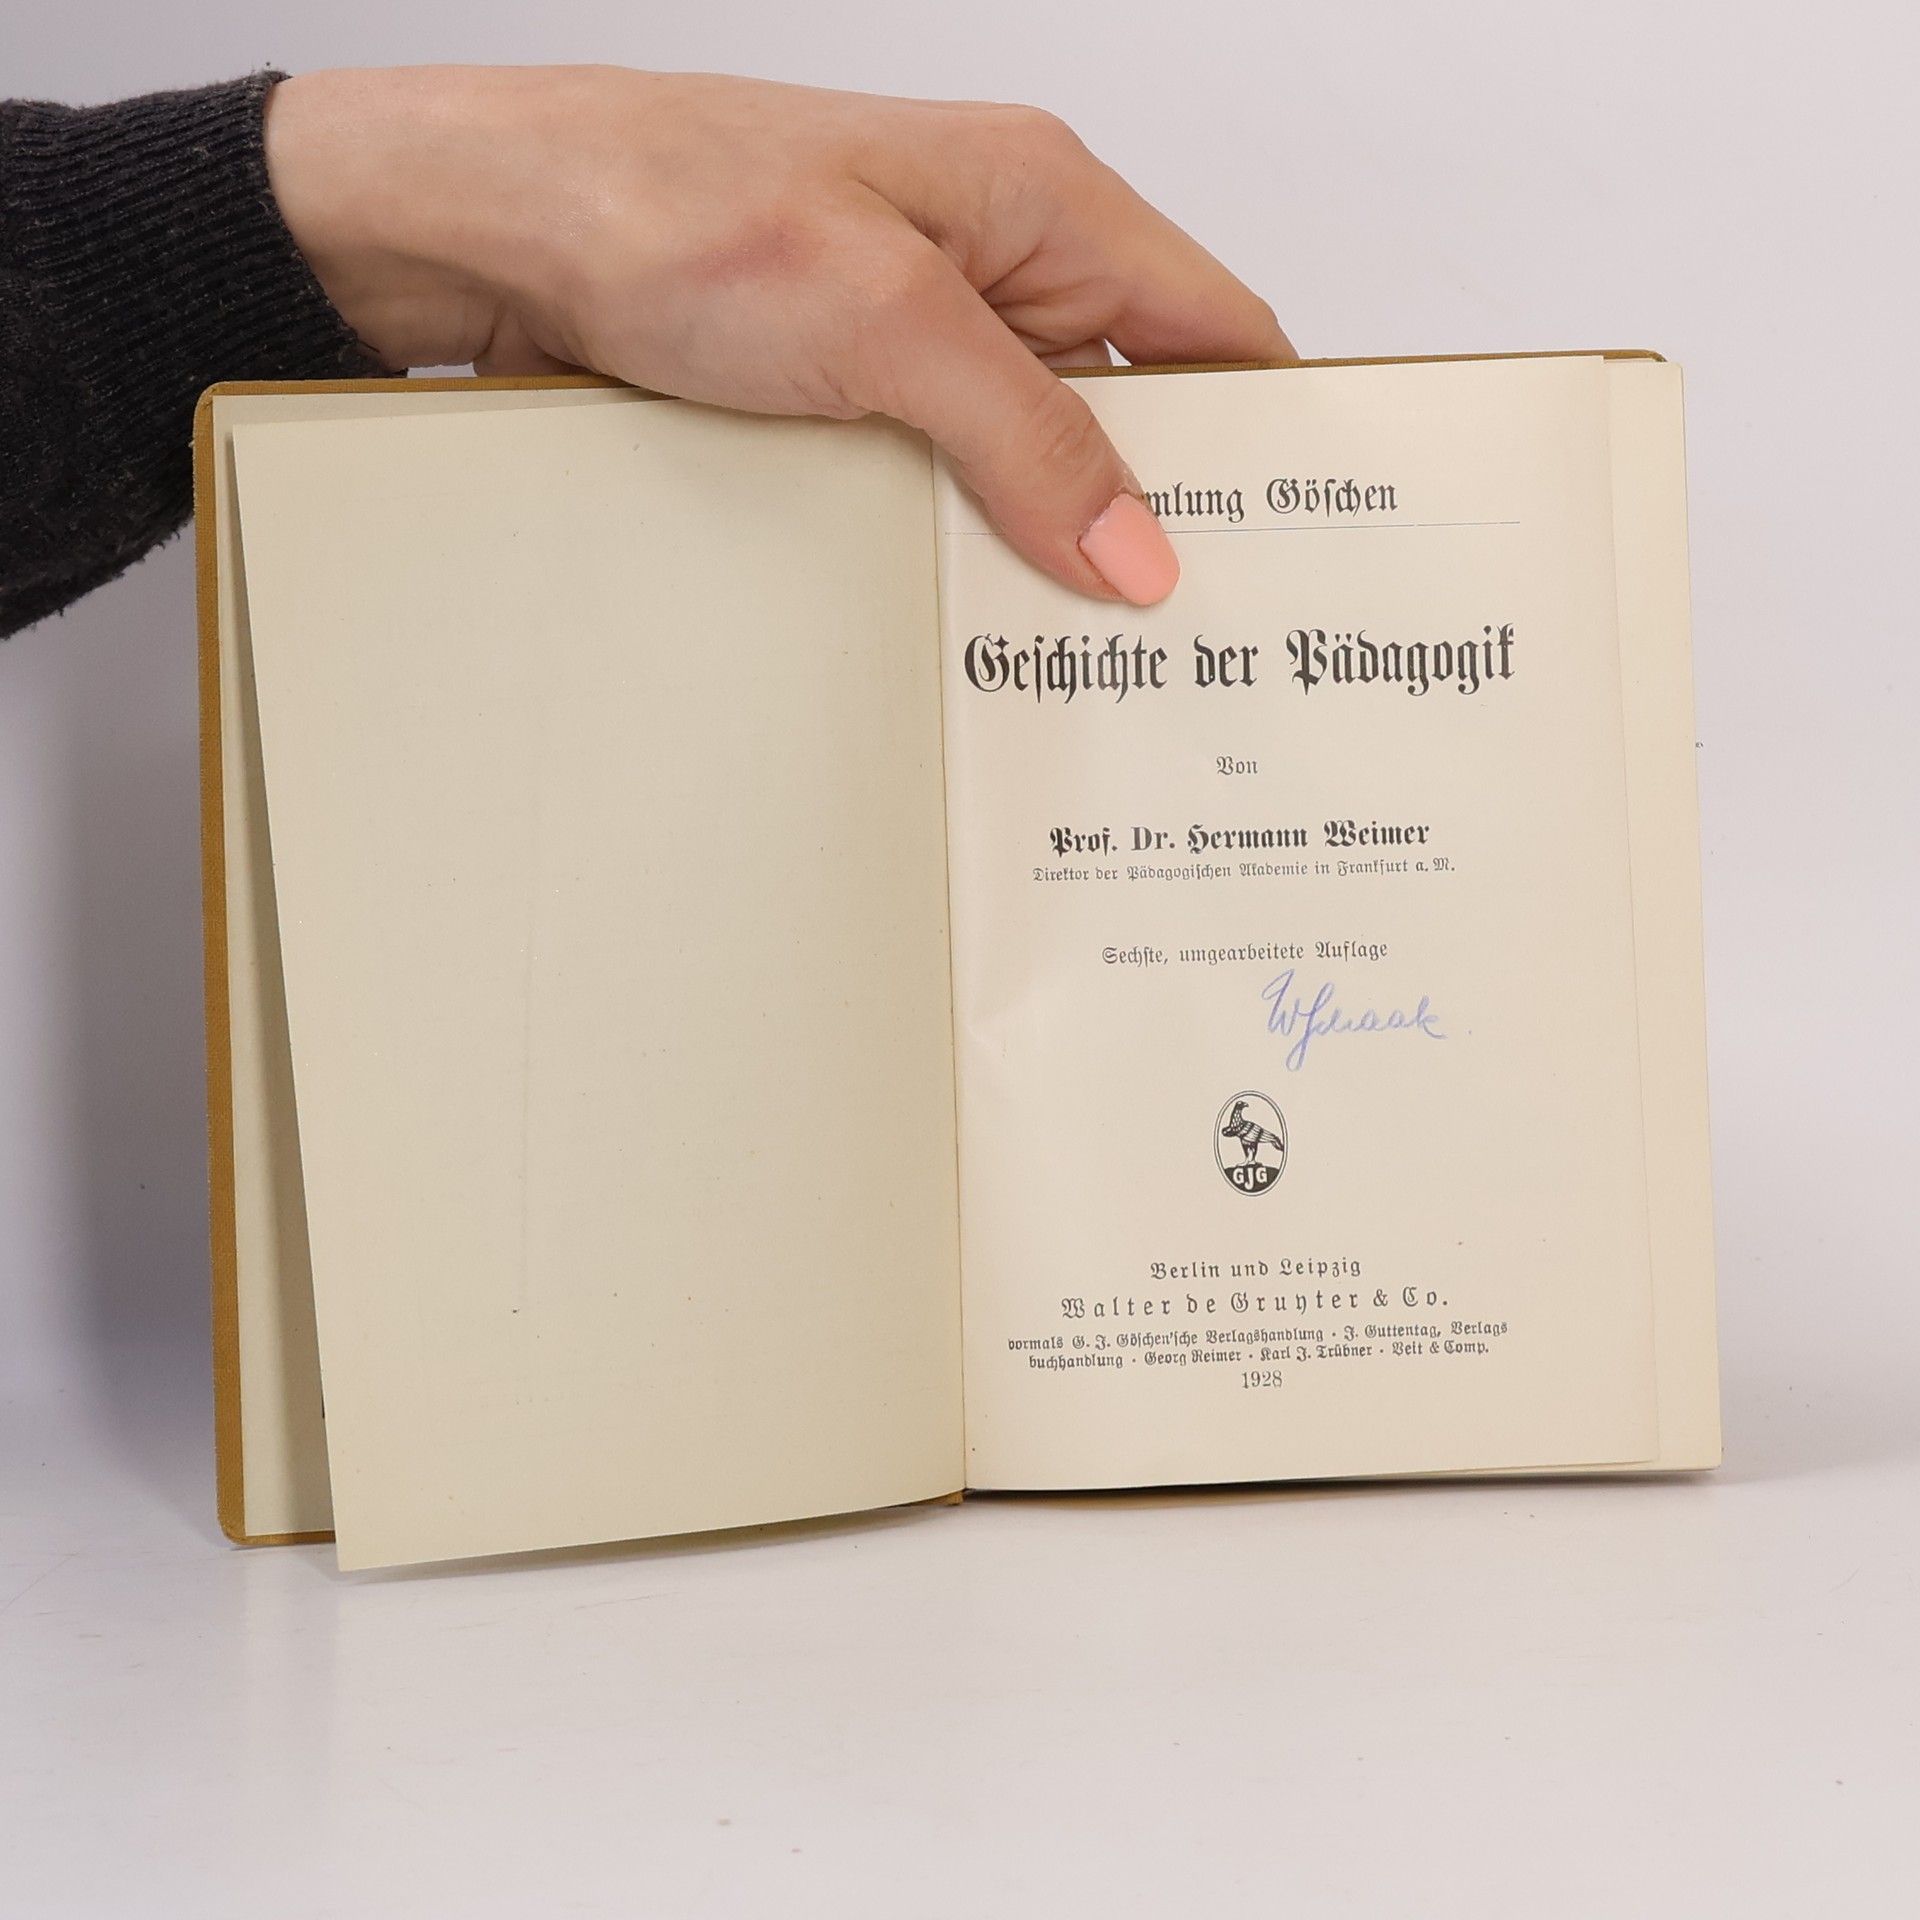 mlung Göschen
Geschichte der Pädagogik
Von
Prof. Dr. Hermann Weimer
Direktor der Pädagogischen Akademie in Frankfurt a. M.
Sechste, umgearbeitete Auflage
GJG
Berlin und Leipzig
Walter de Gruyter & Co.
vormals G. J. Göschen'sche Verlagshandlung · J. Guttentag, Verlags
buchhandlung · Georg Reimer · Karl J. Trübner · Veit & Comp.
1928